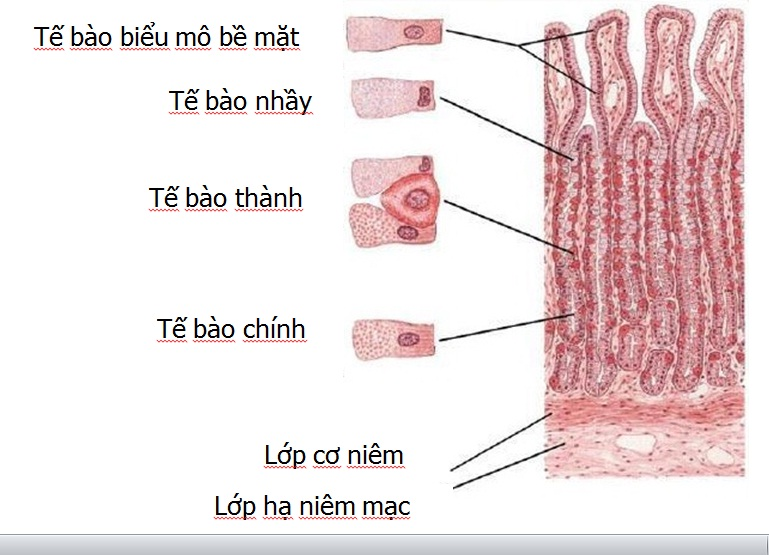 Tế bào biểu mô bề mặt
Tế bào nhầy
Tế bào thành
Tế bào chính
Lớp cơ niêm
Lớp hạ niêm mạc